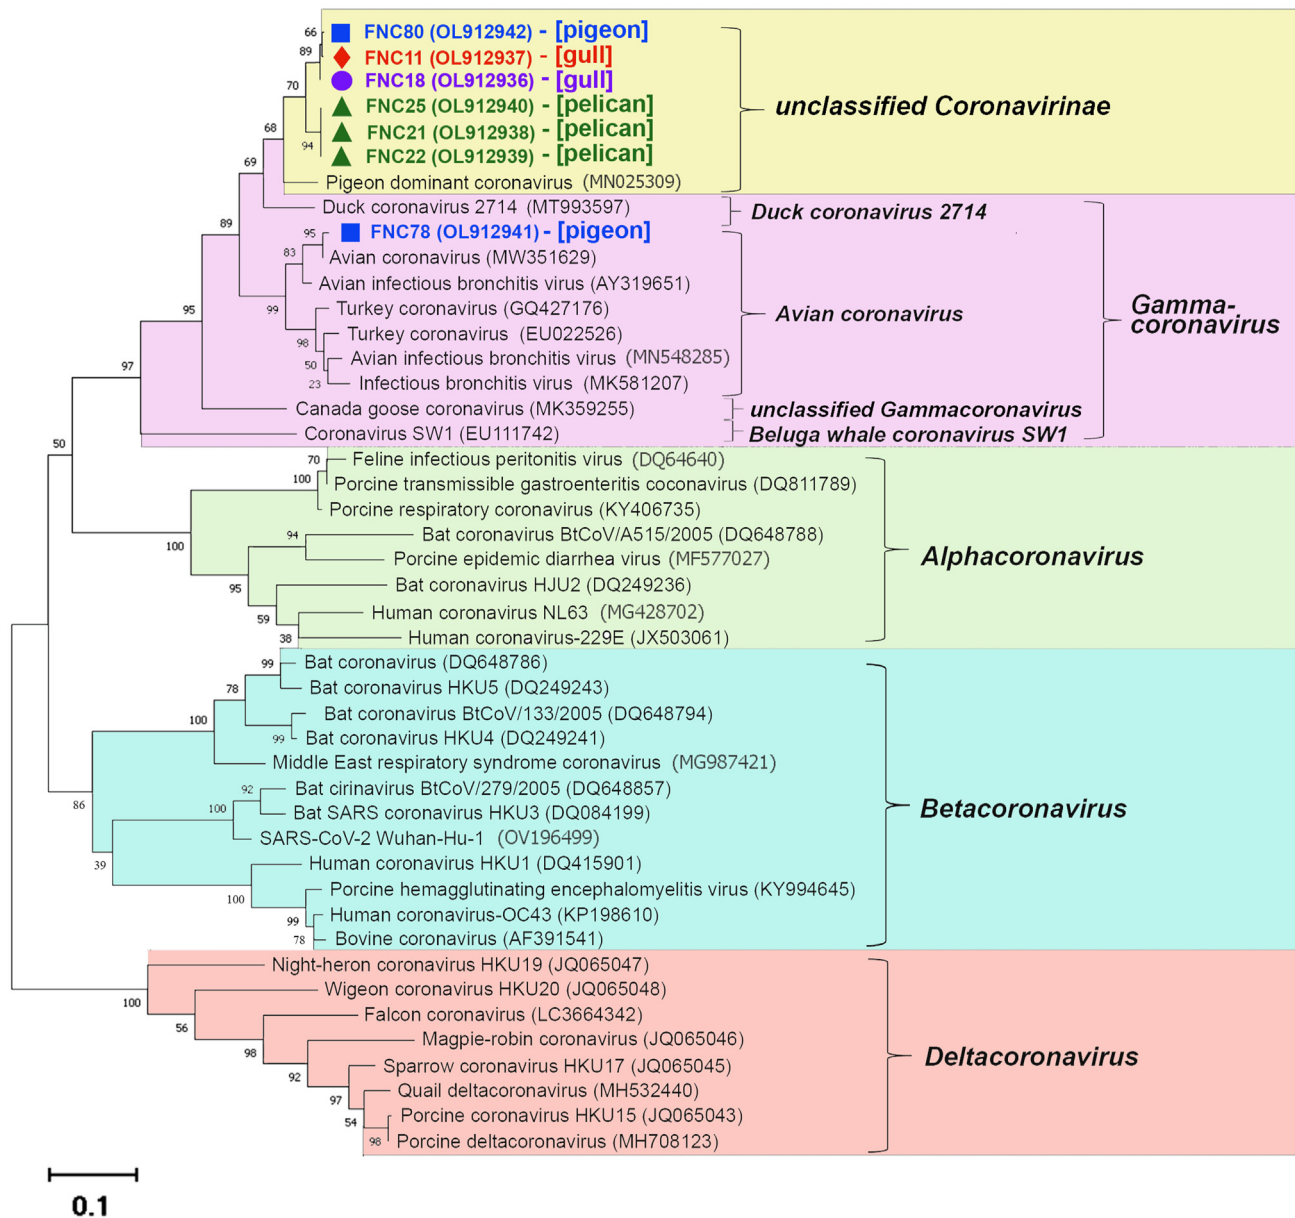 66
FNC80 (OL912942) - [pigeon]
89
FNC11 (OL912937) - [gull]
FNC18 (OL912936) - [gull]
70
FNC25 (OL912940) - [pelican]
unclassified Coronavirinae
68
FNC21 (OL912938) - [pelican]
94
FNC22 (OL912939) - [pelican]
69
Pigeon dominant coronavirus (MN025309)
Duck coronavirus 2714 (MT993597)
Duck coronavirus 2714
89
95
FNC78 (OL912941) - [pigeon]
83
Avian coronavirus (MW351629)
Avian infectious bronchitis virus (AY319651)
99
Turkey coronavirus (GQ427176)
Avian coronavirus
Gamma-
coronavirus
95
Turkey coronavirus (EU022526)
98
Avian infectious bronchitis virus (MN548285)
50
97
Infectious bronchitis virus (MK581207)
23
Canada goose coronavirus (MK359255)
unclassified Gammacoronavirus
Coronavirus SW1 (EU111742)
Beluga whale coronavirus SW1
50
70
Feline infectious peritonitis virus (DQ64640)
100
Porcine transmissible gastroenteritis coconavirus (DQ811789)
Porcine respiratory coronavirus (KY406735)
94
Bat coronavirus BtCoV/A515/2005 (DQ648788)
100
Porcine epidemic diarrhea virus (MF577027)
Alphacoronavirus
95
Bat coronavirus HJU2 (DQ249236)
59
Human coronavirus NL63 (MG428702)
38
Human coronavirus-229E (JX503061)
99
Bat coronavirus (DQ648786)
78
Bat coronavirus HKU5 (DQ249243)
100
Bat coronavirus BtCoV/133/2005 (DQ648794)
99
Bat coronavirus HKU4 (DQ249241)
Middle East respiratory syndrome coronavirus (MG987421)
92
Bat cirinavirus BtCoV/279/2005 (DQ648857)
86
100
Bat SARS coronavirus HKU3 (DQ084199)
Betacoronavirus
SARS-CoV-2 Wuhan-Hu-1 (OV196499)
39
Human coronavirus HKU1 (DQ415901)
100
Porcine hemagglutinating encephalomyelitis virus (KY994645)
99
Human coronavirus-OC43 (KP198610)
78
Bovine coronavirus (AF391541)
Night-heron coronavirus HKU19 (JQ065047)
100
Wigeon coronavirus HKU20 (JQ065048)
56
Falcon coronavirus (LC3664342)
98
Magpie-robin coronavirus (JQ065046)
Deltacoronavirus
92
Sparrow coronavirus HKU17 (JQ065045)
97
Quail deltacoronavirus (MH532440)
54
Porcine coronavirus HKU15 (JQ065043)
98
Porcine deltacoronavirus (MH708123)
0.1